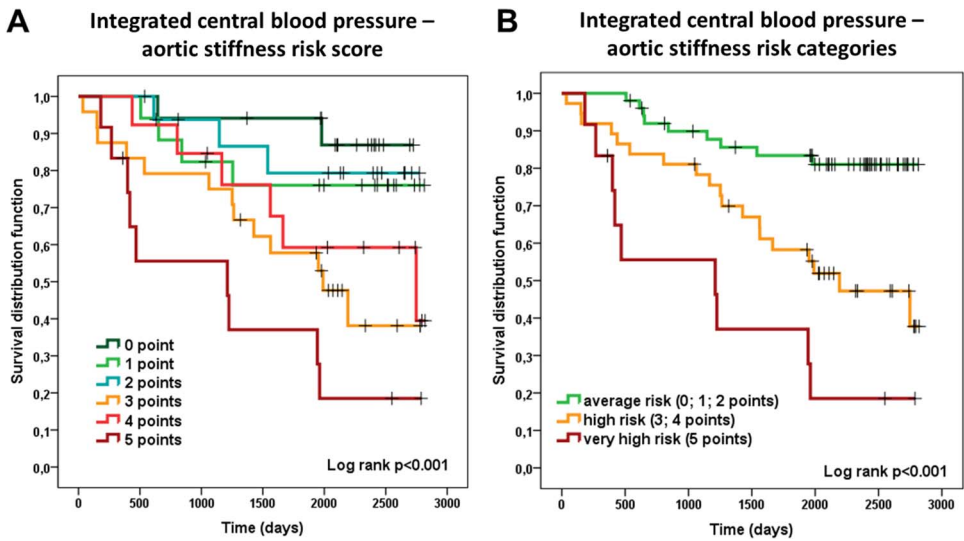 A
Integrated central blood pressure –
aortic stiffness risk score
Survival distribution function
1,0
0,9
0,8
0,7
0,6
0,5
0,4
0,3
0,2
0,1
0,0
0 point
1 point
2 points
3 points
4 points
5 points
Log rank p<0.001
0 500 1000 1500 2000 2500 3000
Time (days)
B
Integrated central blood pressure –
aortic stiffness risk categories
Survival distribution function
1,0
0,9
0,8
0,7
0,6
0,5
0,4
0,3
0,2
0,1
0,0
average risk (0; 1; 2 points)
high risk (3; 4 points)
very high risk (5 points)
Log rank p<0.001
0 500 1000 1500 2000 2500 3000
Time (days)